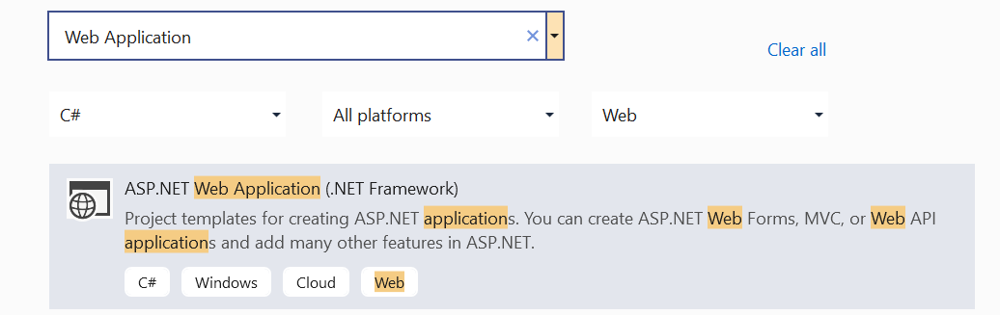 Web Application
Clear all
C#
All platforms
Web
ASP.NET Web Application (.NET Framework)
Project templates for creating ASP.NET applications. You can create ASP.NET Web Forms, MVC, or Web API
applications and add many other features in ASP.NET.
C#
Windows
Cloud
Web